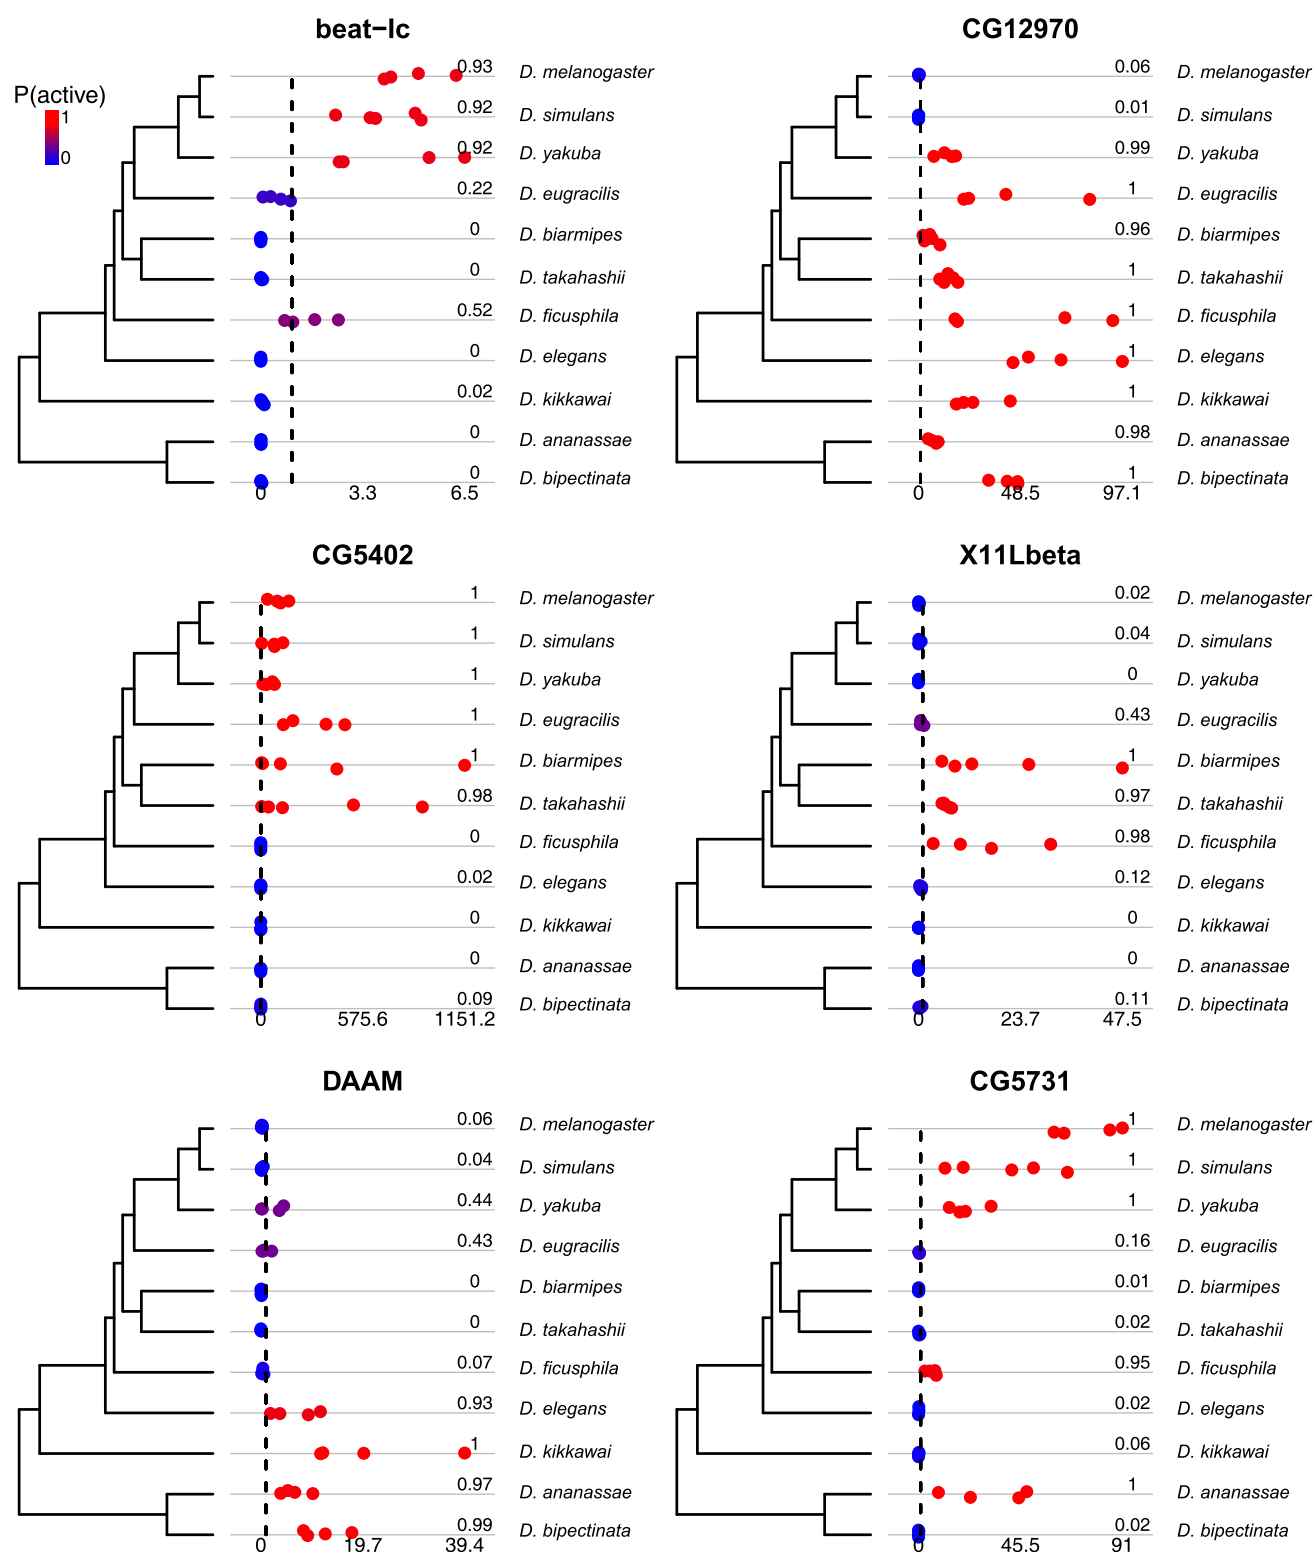 beat−Ic
P(active)
1
0
0.93 D. melanogaster
0.92 D. simulans
0.92 D. yakuba
0.22 D. eugracilis
0 D. biarmipes
0 D. takahashii
0.52 D. ficusphila
0 D. elegans
0.02 D. kikkawai
0 D. ananassae
0 D. bipectinata
0 3.3 6.5
CG12970
0.06 D. melanogaster
0.01 D. simulans
0.99 D. yakuba
1 D. eugracilis
0.96 D. biarmipes
1 D. takahashii
1 D. ficusphila
1 D. elegans
1 D. kikkawai
0.98 D. ananassae
1 D. bipectinata
0 48.5 97.1
CG5402
1 D. melanogaster
1 D. simulans
1 D. yakuba
1 D. eugracilis
1 D. biarmipes
0.98 D. takahashii
0 D. ficusphila
0.02 D. elegans
0 D. kikkawai
0 D. ananassae
0.09 D. bipectinata
0 575.6 1151.2
X11Lbeta
0.02 D. melanogaster
0.04 D. simulans
0 D. yakuba
0.43 D. eugracilis
1 D. biarmipes
0.97 D. takahashii
0.98 D. ficusphila
0.12 D. elegans
0 D. kikkawai
0 D. ananassae
0.11 D. bipectinata
0 23.7 47.5
DAAM
0.06 D. melanogaster
0.04 D. simulans
0.44 D. yakuba
0.43 D. eugracilis
0 D. biarmipes
0 D. takahashii
0.07 D. ficusphila
0.93 D. elegans
1 D. kikkawai
0.97 D. ananassae
0.99 D. bipectinata
0 19.7 39.4
CG5731
1 D. melanogaster
1 D. simulans
1 D. yakuba
0.16 D. eugracilis
0.01 D. biarmipes
0.02 D. takahashii
0.95 D. ficusphila
0.02 D. elegans
0.06 D. kikkawai
1 D. ananassae
0.02 D. bipectinata
0 45.5 91